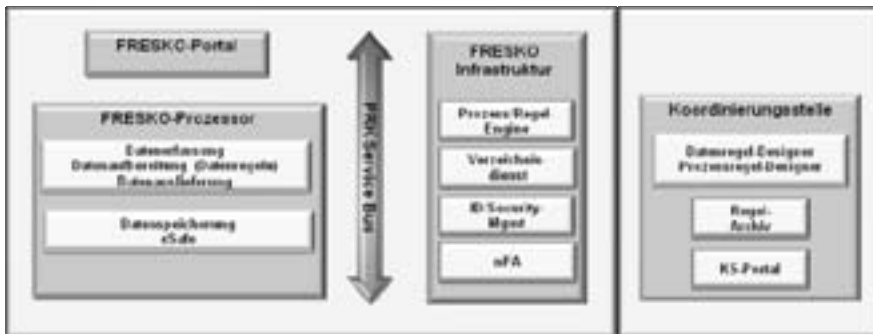 FRESKO-Portal
FRESKO-Prozessor
Datenerfassung
Datenaufbereitung (Datenregeln)
Datenauslieferung
Datenspeicherung
eSafe
Service Bus
FRESKO
Infrastruktur
Prozess/Regel
Engine
Verzeichnis
dienst
ID/Security-
Mgmt
nPA
Koordinierungsstelle
Datenregel-Designer
Prozessregel-Designer
Regel-
Archiv
KS-Portal